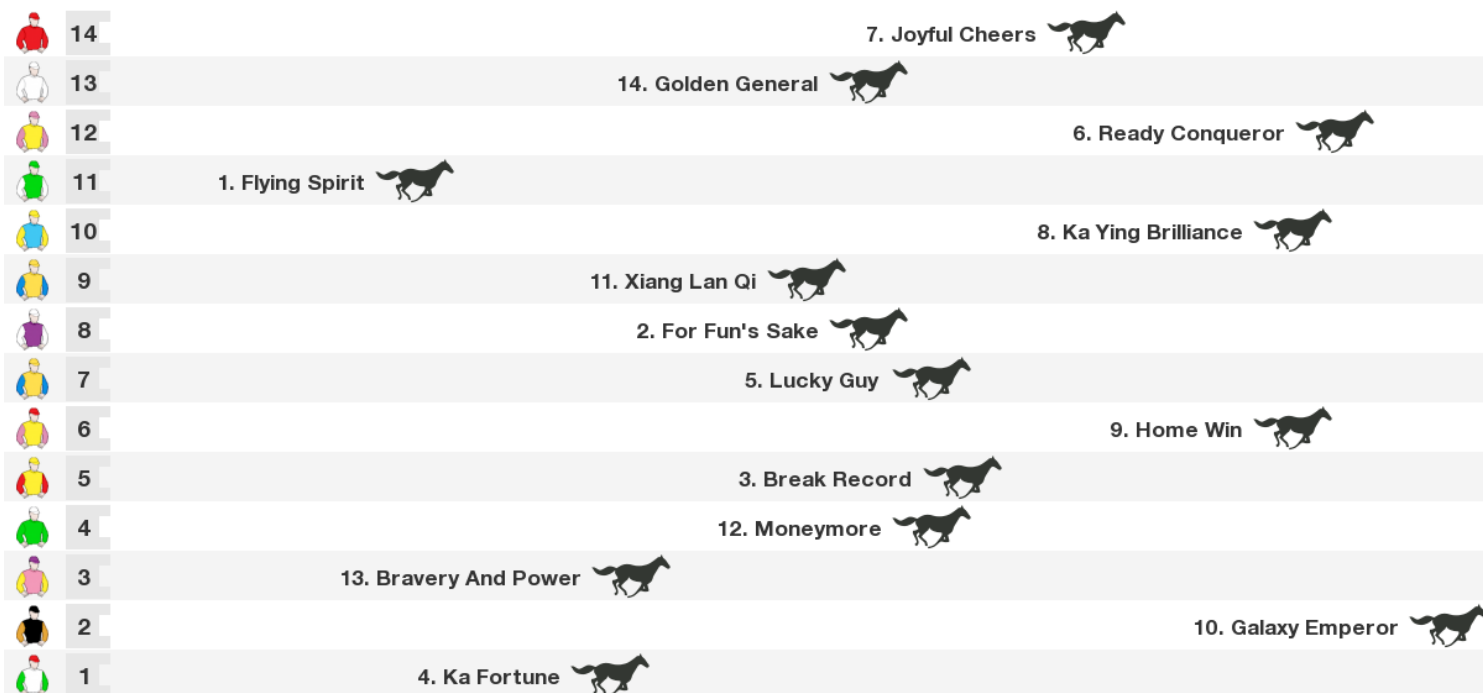 14 7. Joyful Cheers
13 14. Golden General
12 6. Ready Conqueror
11 1. Flying Spirit
10 8. Ka Ying Brilliance
9 11. Xiang Lan Qi
8 2. For Fun's Sake
7 5. Lucky Guy
6 9. Home Win
5 3. Break Record
4 12. Moneymore
3 13. Bravery And Power
2 10. Galaxy Emperor
1 4. Ka Fortune